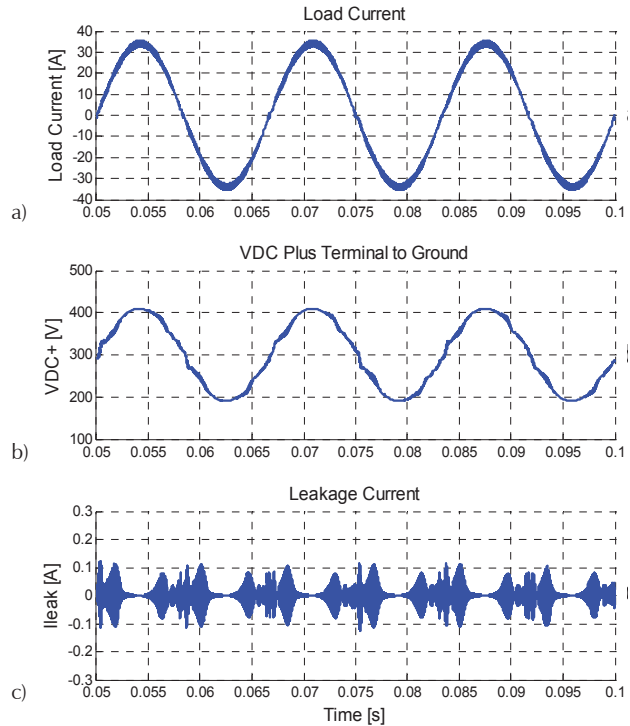 Load Current
Load Current [A]
40
30
20
10
0
-10
-20
-30
-40
0.05 0.055 0.06 0.065 0.07 0.075 0.08 0.085 0.09 0.095 0.1
a)
VDC Plus Terminal to Ground
VDC+ [V]
500
400
300
200
100
0.05 0.055 0.06 0.065 0.07 0.075 0.08 0.085 0.09 0.095 0.1
b)
Leakage Current
Ileak [A]
0.3
0.2
0.1
0
-0.1
-0.2
-0.3
0.05 0.055 0.06 0.065 0.07 0.075 0.08 0.085 0.09 0.095 0.1
c)
Time [s]